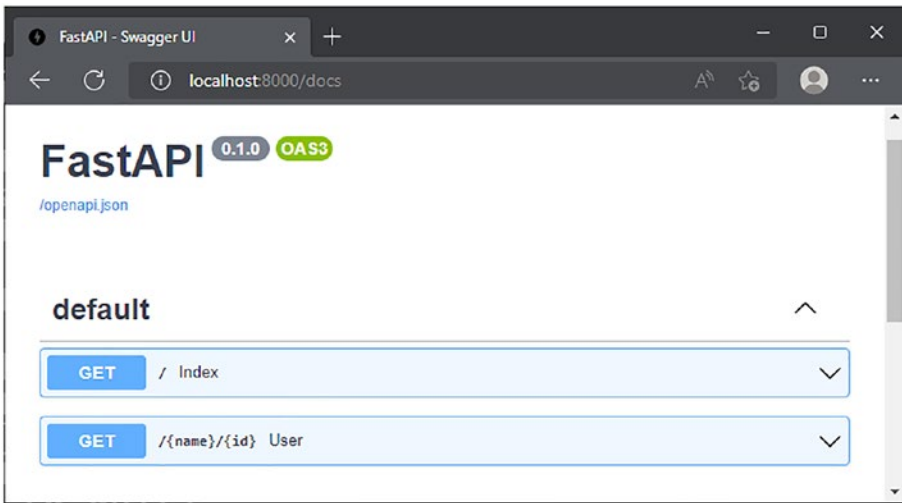 FastAPI - Swagger UI
localhost:8000/docs
FastAPI 0.1.0 OAS3
/openapi.json
default
GET / Index
GET /{name}/{id} User